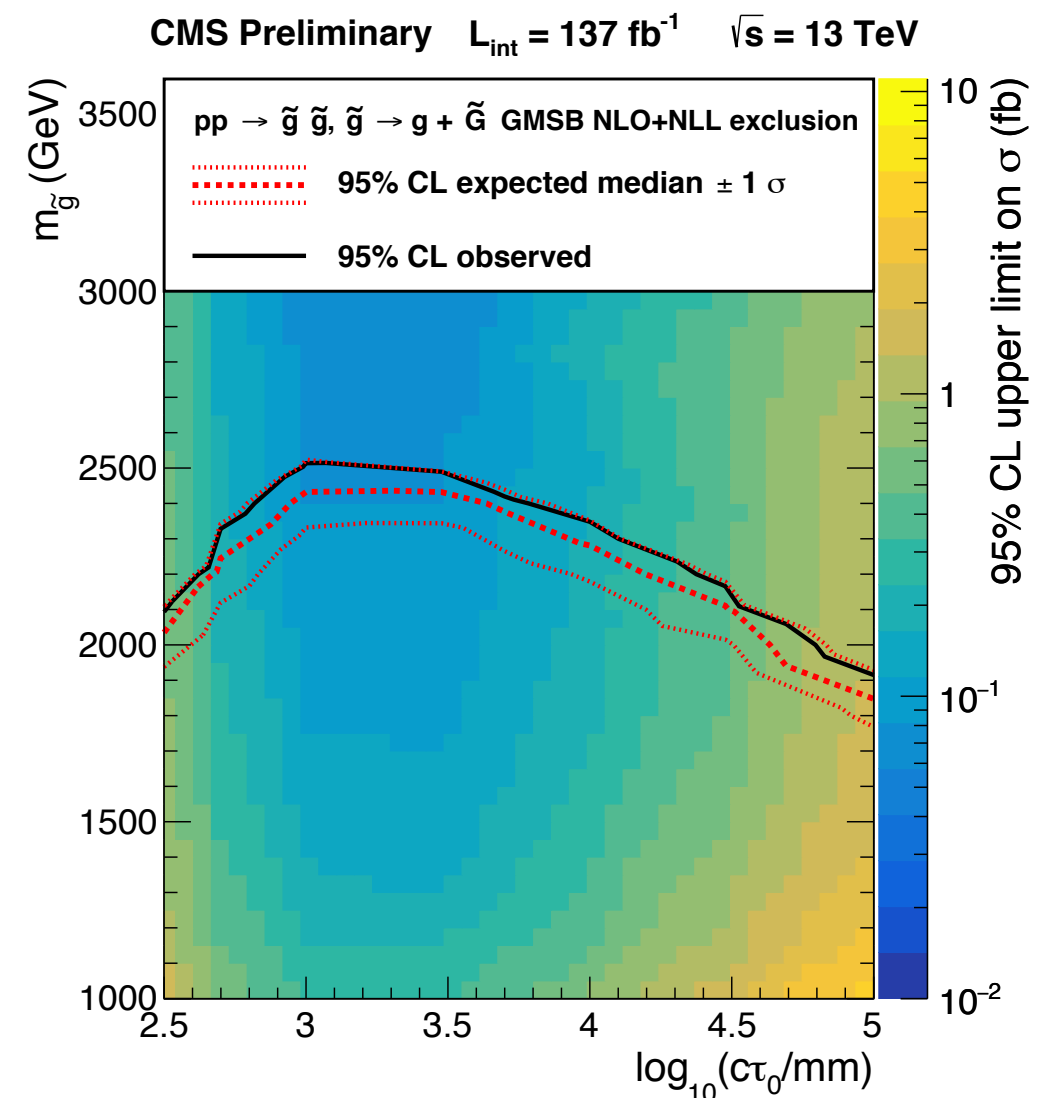 CMS Preliminary L_int = 137 fb⁻¹ √s = 13 TeV
pp → g̃ g̃, g̃ → g + G̃ GMSB NLO+NLL exclusion
95% CL expected median ± 1 σ
95% CL observed
m_g̃ (GeV)
3500
3000
2500
2000
1500
1000
2.5 3 3.5 4 4.5 5
log₁₀(cτ₀/mm)
10
1
10⁻¹
10⁻²
95% CL upper limit on σ (fb)